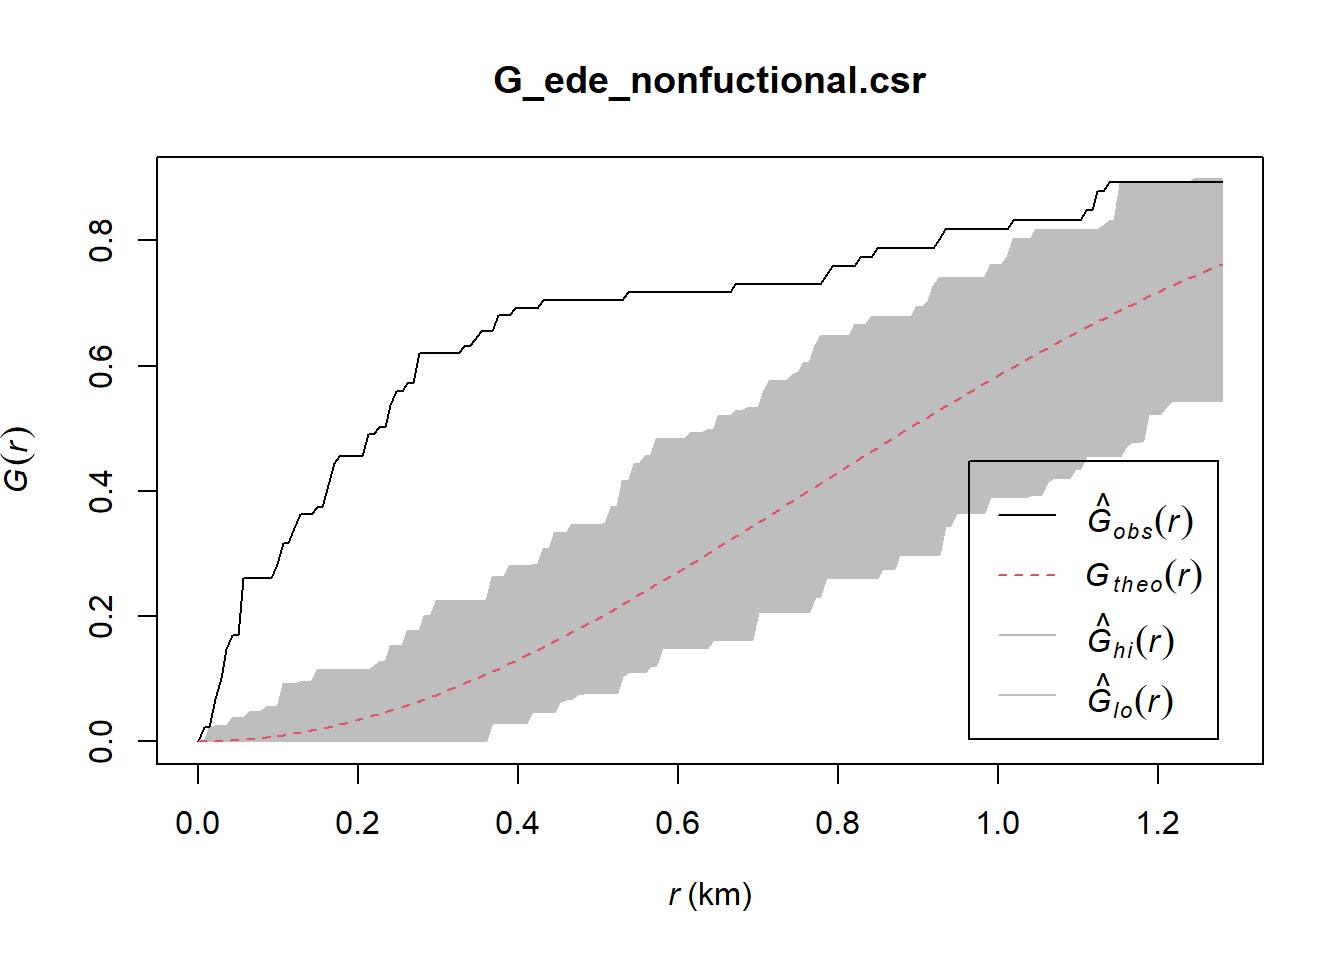 G_ede_nonfuctional.csr
G(r)
0.0 0.2 0.4 0.6 0.8
0.0 0.2 0.4 0.6 0.8 1.0 1.2
r (km)
Ĝobs(r)
Gtheo(r)
Ĝhi(r)
Ĝlo(r)